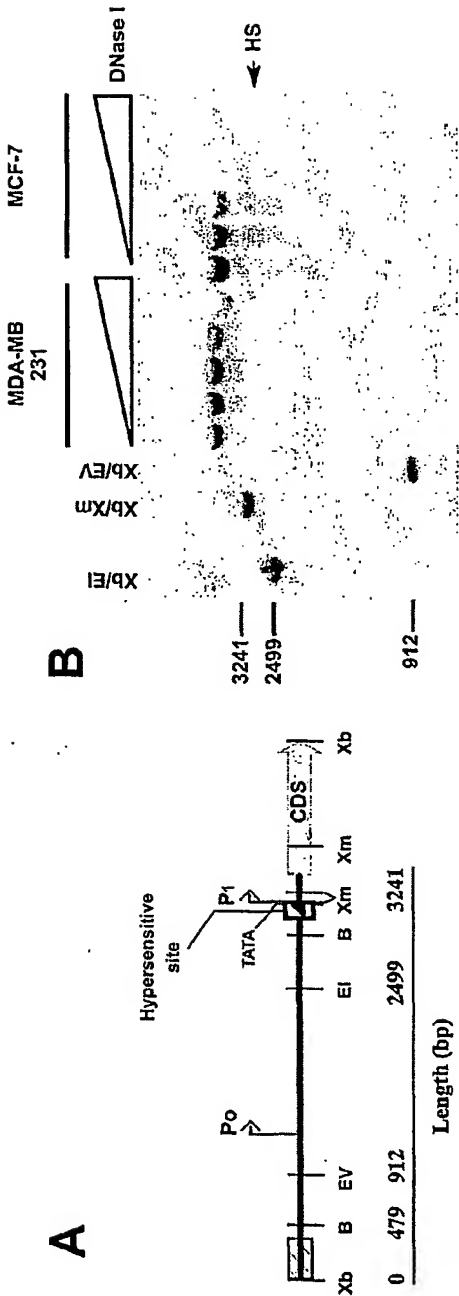 A
Hypersensitive
site
Po
P1
TATA
CDS
Xb B EV EI B Xm Xm Xb
0 479 912 2499 3241
Length (bp)
B
MDA-MB
231
MCF-7
Xb/EI
Xb/Xm
Xb/EV
DNase I
3241
2499
912
HS